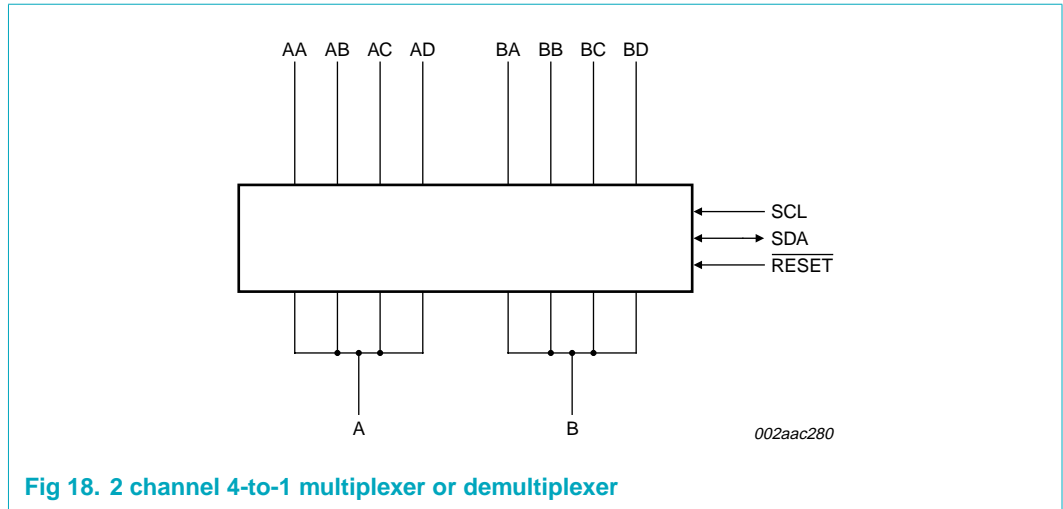 AA AB AC AD BA BB BC BD
SCL
SDA
RESET
A B
002aac280
Fig 18. 2 channel 4-to-1 multiplexer or demultiplexer